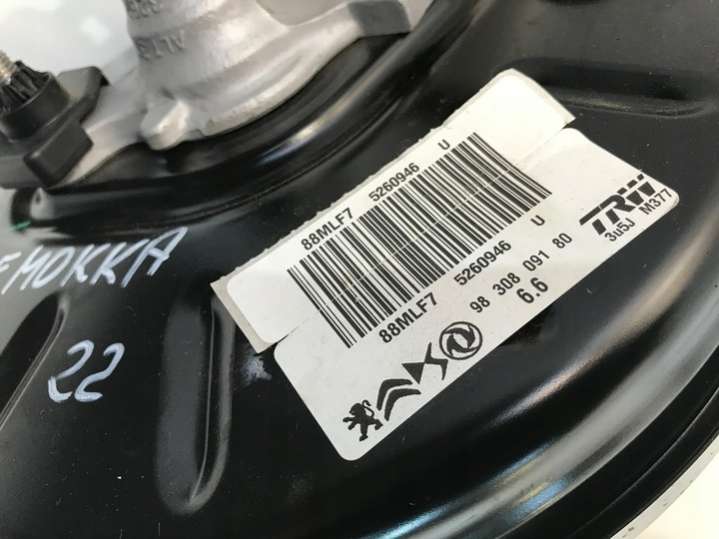 88MLF7 5260946 U
88MLF7 5260946 U
98 308 091 80
6.6
TRW
3u5J M377
MOKKA
22